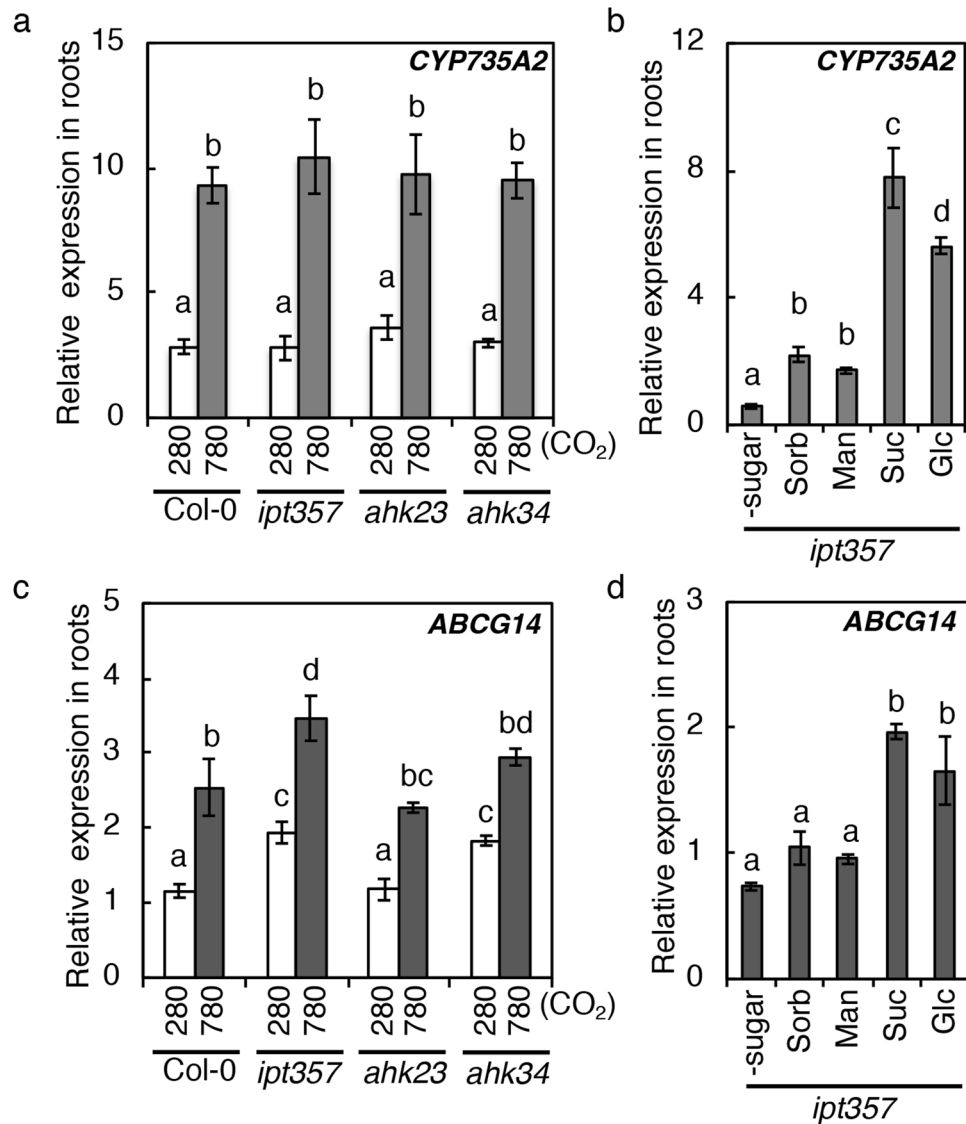 a
Relative expression in roots
15
10
5
0
CYP735A2
a b a b a b a b
280 780 280 780 280 780 280 780 (CO2)
Col-0 ipt357 ahk23 ahk34
b
Relative expression in roots
12
8
4
0
CYP735A2
a b b c d
-sugar Sorb Man Suc Glc
ipt357
c
Relative expression in roots
5
4
3
2
1
0
ABCG14
a b c d a bc c bd
280 780 280 780 280 780 280 780 (CO2)
Col-0 ipt357 ahk23 ahk34
d
Relative expression in roots
3
2
1
0
ABCG14
a a a b b
-sugar Sorb Man Suc Glc
ipt357